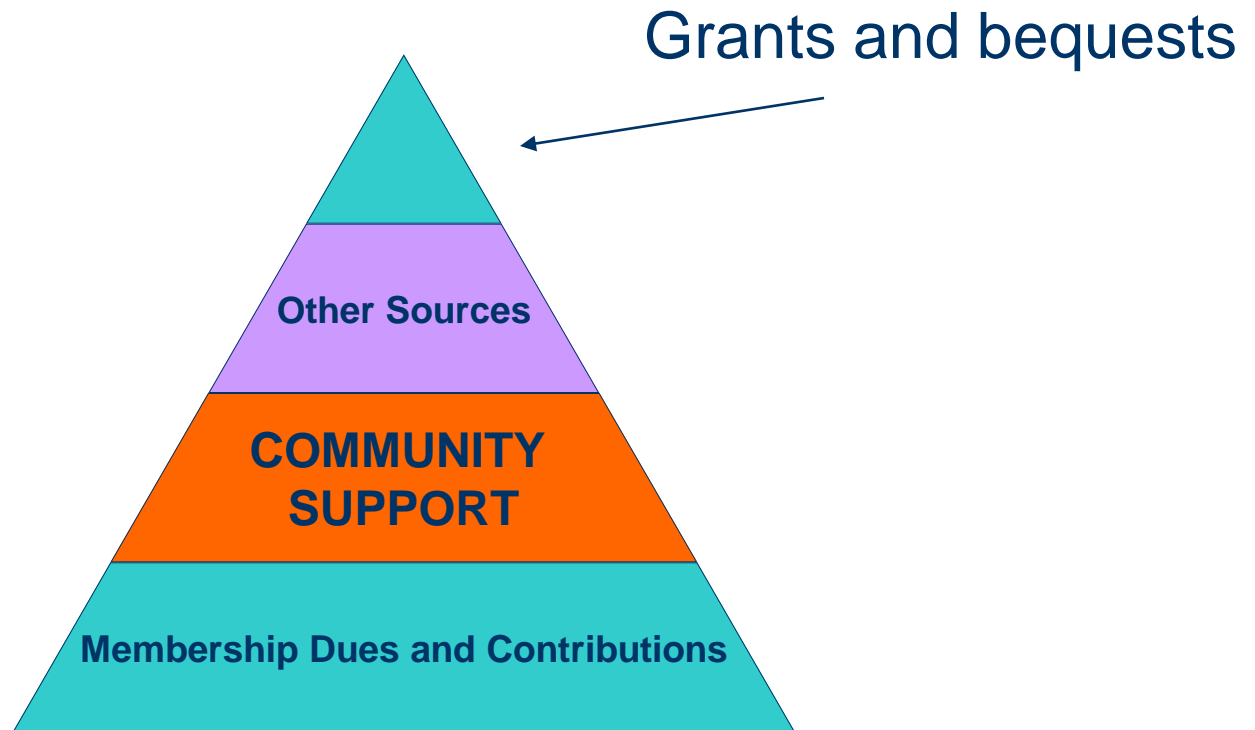 Grants and bequests
Other Sources
COMMUNITY
SUPPORT
Membership Dues and Contributions